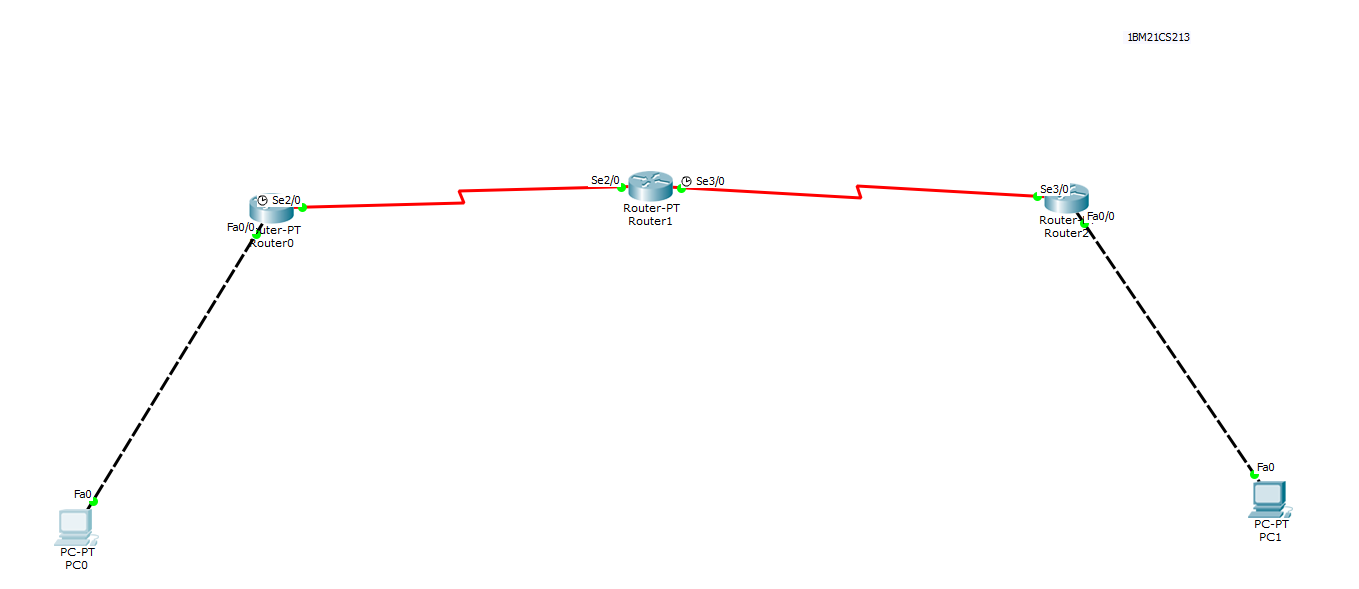 1BM21CS213
Se2/0
Se3/0
Router-PT
Router1
Se2/0
Fa0/0
uter-PT
Router0
Se3/0
Fa0/0
Router
Router2
Fa0
PC-PT
PC0
Fa0
PC-PT
PC1